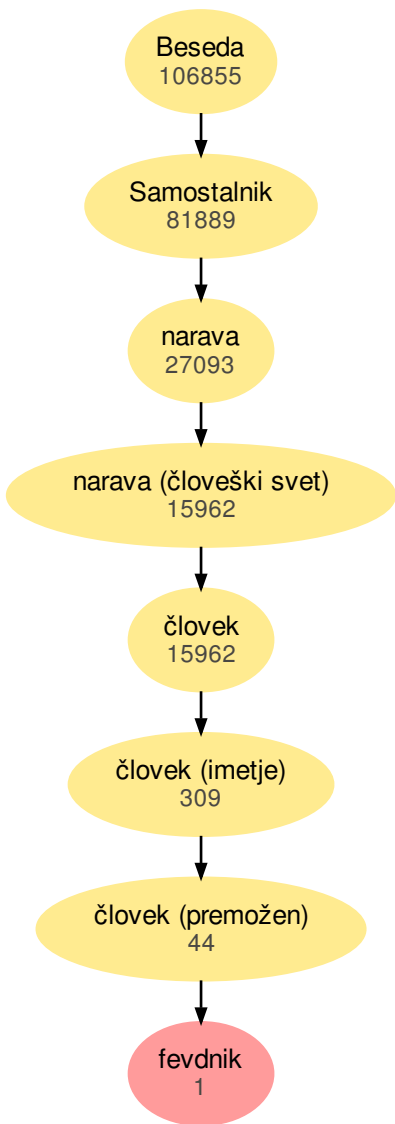 Beseda
106855
Samostalnik
81889
narava
27093
narava (človeški svet)
15962
človek
15962
človek (imetje)
309
človek (premožen)
44
fevdnik
1